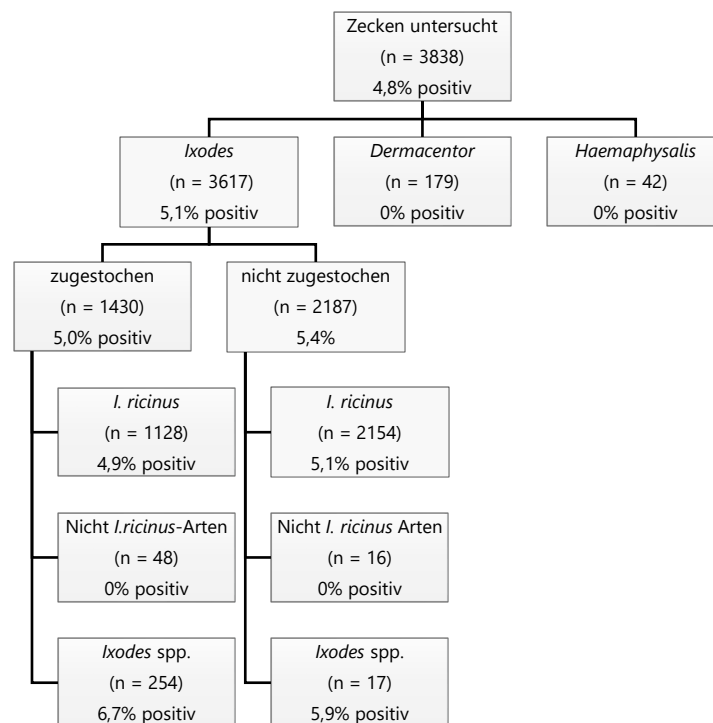 Zecken untersucht
(n = 3838)
4,8% positiv
Ixodes
(n = 3617)
5,1% positiv
Dermacentor
(n = 179)
0% positiv
Haemaphysalis
(n = 42)
0% positiv
zugestochen
(n = 1430)
5,0% positiv
nicht zugestochen
(n = 2187)
5,4%
I. ricinus
(n = 1128)
4,9% positiv
Nicht I.ricinus-Arten
(n = 48)
0% positiv
Ixodes spp.
(n = 254)
6,7% positiv
I. ricinus
(n = 2154)
5,1% positiv
Nicht I. ricinus Arten
(n = 16)
0% positiv
Ixodes spp.
(n = 17)
5,9% positiv